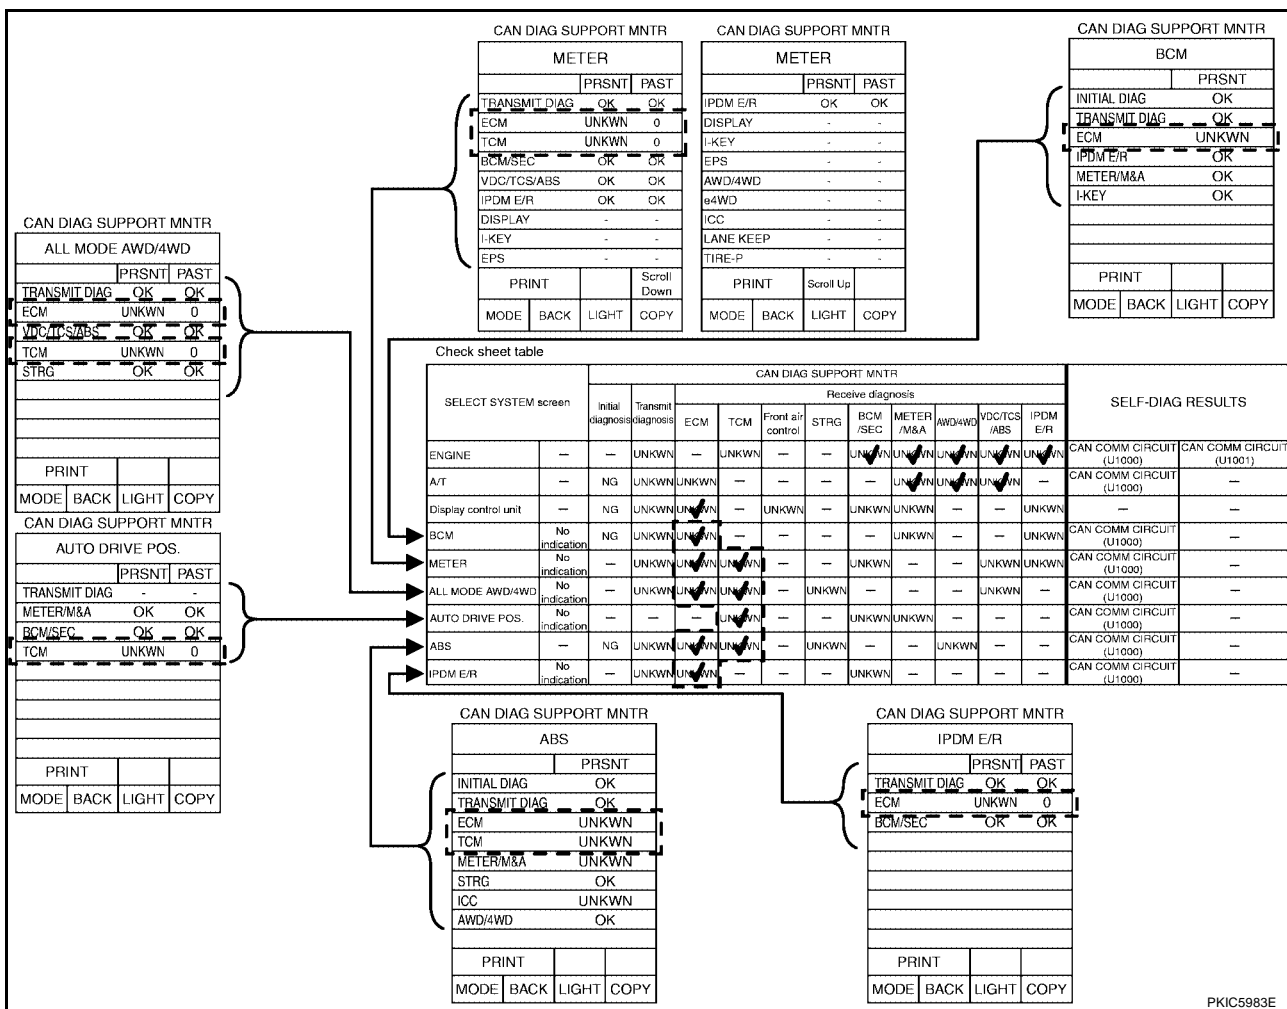 CAN DIAG SUPPORT MNTR
METER
PRSNT PAST
TRANSMIT DIAG OK OK
ECM UNKWN 0
TCM UNKWN 0
BCM/SEC OK OK
VDC/TCS/ABS OK OK
IPDM E/R OK OK
DISPLAY - -
I-KEY - -
EPS - -
PRINT Scroll Down
MODE BACK LIGHT COPY
CAN DIAG SUPPORT MNTR
METER
PRSNT PAST
IPDM E/R OK OK
DISPLAY - -
I-KEY - -
EPS - -
AWD/4WD - -
e4WD - -
ICC - -
LANE KEEP - -
TIRE-P - -
PRINT Scroll Up
MODE BACK LIGHT COPY
CAN DIAG SUPPORT MNTR
BCM
PRSNT
INITIAL DIAG OK
TRANSMIT DIAG OK
ECM UNKWN
IPDM E/R OK
METER/M&A OK
I-KEY OK
PRINT
MODE BACK LIGHT COPY
CAN DIAG SUPPORT MNTR
ALL MODE AWD/4WD
PRSNT PAST
TRANSMIT DIAG OK OK
ECM UNKWN 0
VDC/TCS/ABS OK OK
TCM UNKWN 0
STRG OK OK
PRINT
MODE BACK LIGHT COPY
CAN DIAG SUPPORT MNTR
AUTO DRIVE POS.
PRSNT PAST
TRANSMIT DIAG - -
METER/M&A OK OK
BCM/SEC OK OK
TCM UNKWN 0
PRINT
MODE BACK LIGHT COPY
Check sheet table
SELECT SYSTEM screen
CAN DIAG SUPPORT MNTR
SELF-DIAG RESULTS
Initial diagnosis
Transmit diagnosis
Receive diagnosis
ECM TCM Front air control STRG BCM /SEC METER /M&A AWD/4WD VDC/TCS /ABS IPDM E/R
ENGINE — — UNKWN — UNKWN — — UNKWN UNKWN UNKWN UNKWN UNKWN CAN COMM CIRCUIT (U1000) CAN COMM CIRCUIT (U1001)
A/T — NG UNKWN UNKWN — — — — UNKWN UNKWN UNKWN — CAN COMM CIRCUIT (U1000) —
Display control unit — NG UNKWN UNKWN — UNKWN — UNKWN UNKWN — — UNKWN — —
BCM No indication NG UNKWN UNKWN — — — — UNKWN — — UNKWN CAN COMM CIRCUIT (U1000) —
METER No indication — UNKWN UNKWN UNKWN — — UNKWN — — UNKWN UNKWN CAN COMM CIRCUIT (U1000) —
ALL MODE AWD/4WD No indication — UNKWN UNKWN UNKWN — UNKWN — — — UNKWN — CAN COMM CIRCUIT (U1000) —
AUTO DRIVE POS. No indication — — — UNKWN — — UNKWN UNKWN — — — CAN COMM CIRCUIT (U1000) —
ABS — NG UNKWN UNKWN UNKWN — UNKWN — — UNKWN — — CAN COMM CIRCUIT (U1000) —
IPDM E/R No indication — UNKWN UNKWN — — — UNKWN — — — — CAN COMM CIRCUIT (U1000) —
CAN DIAG SUPPORT MNTR
ABS
PRSNT
INITIAL DIAG OK
TRANSMIT DIAG OK
ECM UNKWN
TCM UNKWN
METER/M&A UNKWN
STRG OK
ICC UNKWN
AWD/4WD OK
PRINT
MODE BACK LIGHT COPY
CAN DIAG SUPPORT MNTR
IPDM E/R
PRSNT PAST
TRANSMIT DIAG OK OK
ECM UNKWN 0
BCM/SEC OK OK
PRINT
MODE BACK LIGHT COPY
PKIC5983E